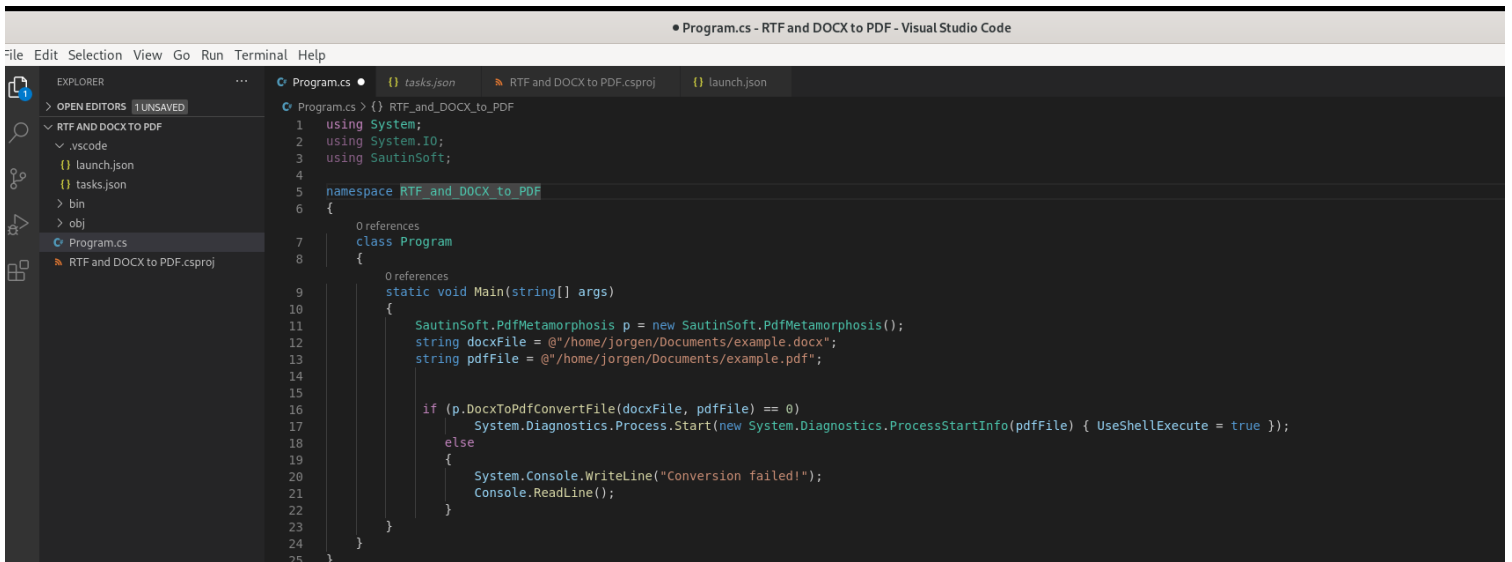 ● Program.cs - RTF and DOCX to PDF - Visual Studio Code
File Edit Selection View Go Run Terminal Help
EXPLORER ···
1
OPEN EDITORS 1 UNSAVED
RTF AND DOCX TO PDF
.vscode
{} launch.json
{} tasks.json
bin
obj
C# Program.cs
RTF and DOCX to PDF.csproj
C# Program.cs ● {} tasks.json RTF and DOCX to PDF.csproj {} launch.json
C# Program.cs > {} RTF_and_DOCX_to_PDF
1 using System;
2 using System.IO;
3 using SautinSoft;
4
5 namespace RTF_and_DOCX_to_PDF
6 {
0 references
7 class Program
8 {
0 references
9 static void Main(string[] args)
10 {
11 SautinSoft.PdfMetamorphosis p = new SautinSoft.PdfMetamorphosis();
12 string docxFile = @"/home/jorgen/Documents/example.docx";
13 string pdfFile = @"/home/jorgen/Documents/example.pdf";
14
15
16 if (p.DocxToPdfConvertFile(docxFile, pdfFile) == 0)
17 System.Diagnostics.Process.Start(new System.Diagnostics.ProcessStartInfo(pdfFile) { UseShellExecute = true });
18 else
19 {
20 System.Console.WriteLine("Conversion failed!");
21 Console.ReadLine();
22 }
23 }
24 }
25 }